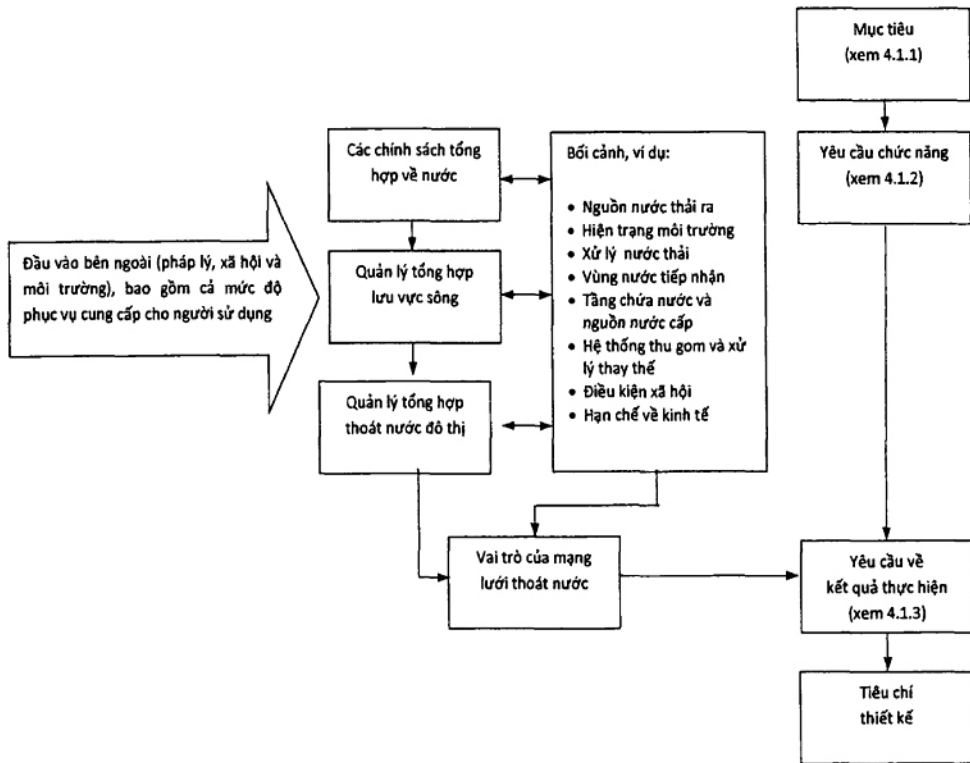 Mục tiêu
(xem 4.1.1)
Yêu cầu chức năng
(xem 4.1.2)
Các chính sách tổng
hợp về nước
Bối cảnh, ví dụ:
• Nguồn nước thải ra
• Hiện trạng môi trường
• Xử lý nước thải
• Vùng nước tiếp nhận
• Tầng chứa nước và
nguồn nước cấp
• Hệ thống thu gom và xử
lý thay thế
• Điều kiện xã hội
• Hạn chế về kinh tế
Đầu vào bên ngoài (pháp lý, xã hội và
môi trường), bao gồm cả mức độ
phục vụ cung cấp cho người sử dụng
Quản lý tổng hợp
lưu vực sông
Quản lý tổng hợp
thoát nước đô thị
Vai trò của mạng
lưới thoát nước
Yêu cầu về
kết quả thực hiện
(xem 4.1.3)
Tiêu chí
thiết kế